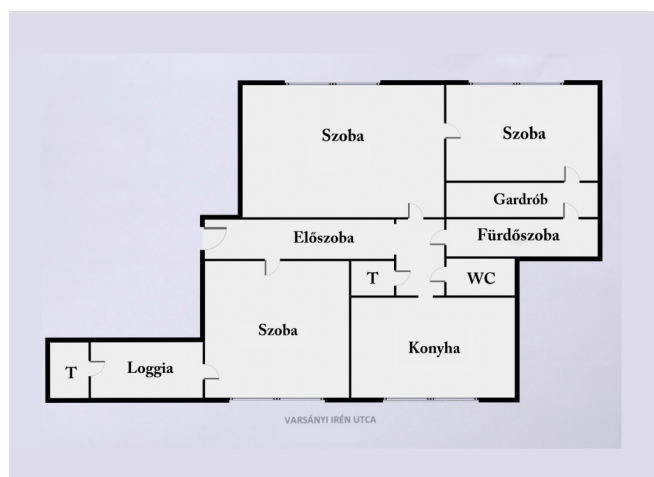 Szoba
Szoba
Gardrób
Előszoba
Fürdőszoba
T
WC
Szoba
Konyha
T
Loggia
VARSÁNYI IRÉN UTCA